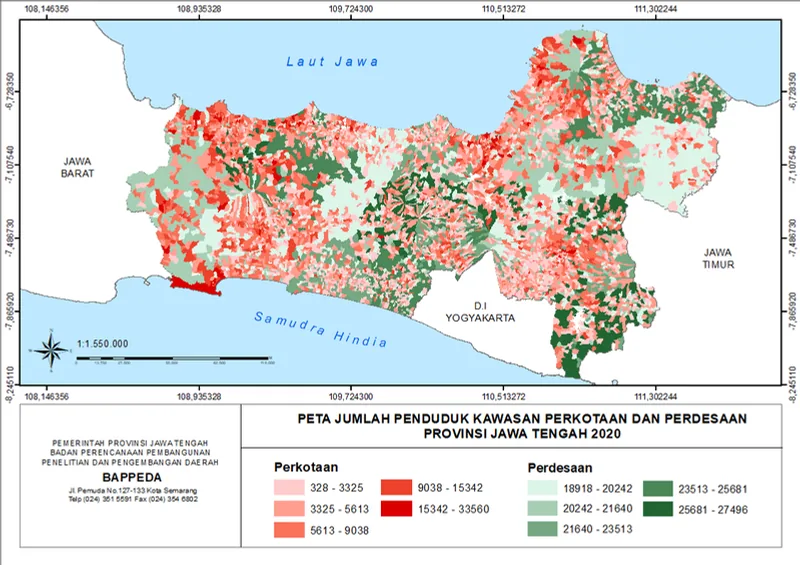 108,146356 108,935328 109,724300 110,513272 111,302244
Laut Jawa
-6,728350 -6,728350
-7,107540 -7,107540
JAWA
BARAT
-7,486730 -7,486730
JAWA
TIMUR
D.I
YOGYAKARTA
-7,865920 -7,865920
Samudra Hindia
1:1.550.000
-8,245110 -8,245110
108,146356 108,935328 109,724300 110,513272 111,302244
PEMERINTAH PROVINSI JAWA TENGAH
BADAN PERENCANAAN PEMBANGUNAN
PENELITIAN DAN PENGEMBANGAN DAERAH
BAPPEDA
Jl. Pemuda No.127-133 Kota Semarang
Telp (024) 351 5591 Fax (024) 354 6802
PETA JUMLAH PENDUDUK KAWASAN PERKOTAAN DAN PERDESAAN
PROVINSI JAWA TENGAH 2020
Perkotaan
328 - 3325
3325 - 5613
5613 - 9038
9038 - 15342
15342 - 33560
Perdesaan
18918 - 20242
20242 - 21640
21640 - 23513
23513 - 25681
25681 - 27496